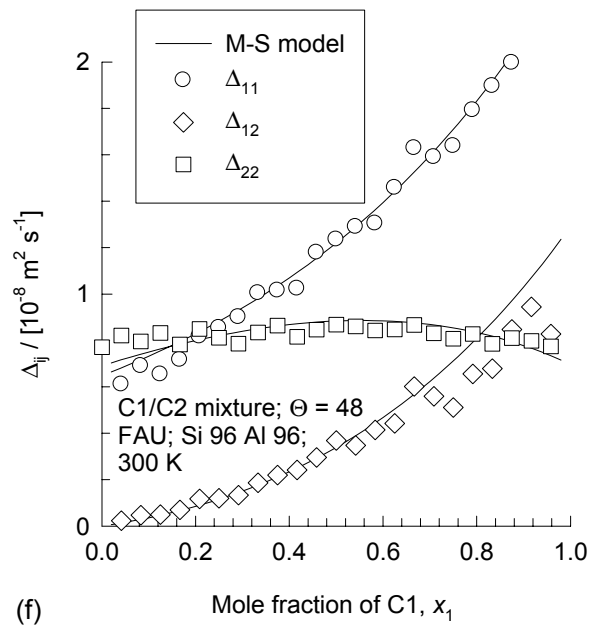 2
M-S model
Δ11
Δ12
Δ22
1
0
Δij / [10-8 m2 s-1]
C1/C2 mixture; Θ = 48
FAU; Si 96 Al 96;
300 K
0.0 0.2 0.4 0.6 0.8 1.0
Mole fraction of C1, x1
(f)